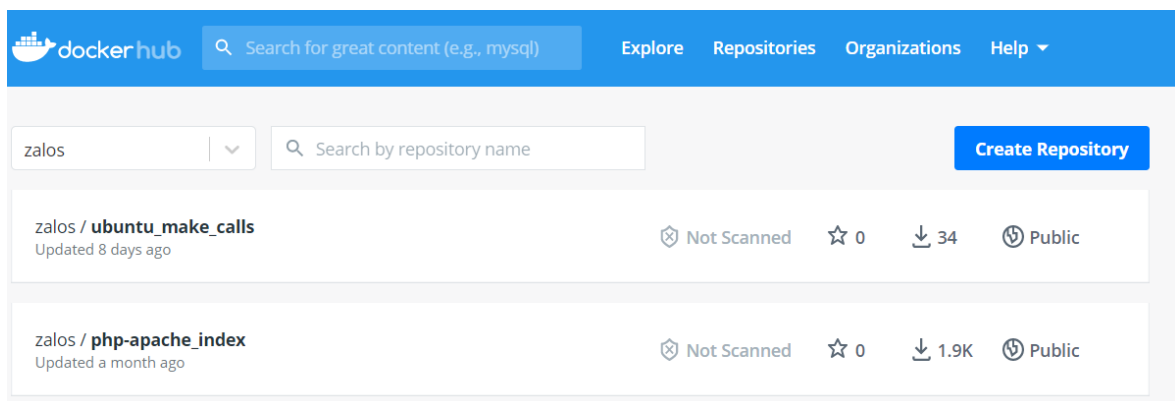 dockerhub Search for great content (e.g., mysql) Explore Repositories Organizations Help
zalos Search by repository name Create Repository
zalos / ubuntu_make_calls
Updated 8 days ago
Not Scanned 0 34 Public
zalos / php-apache_index
Updated a month ago
Not Scanned 0 1.9K Public